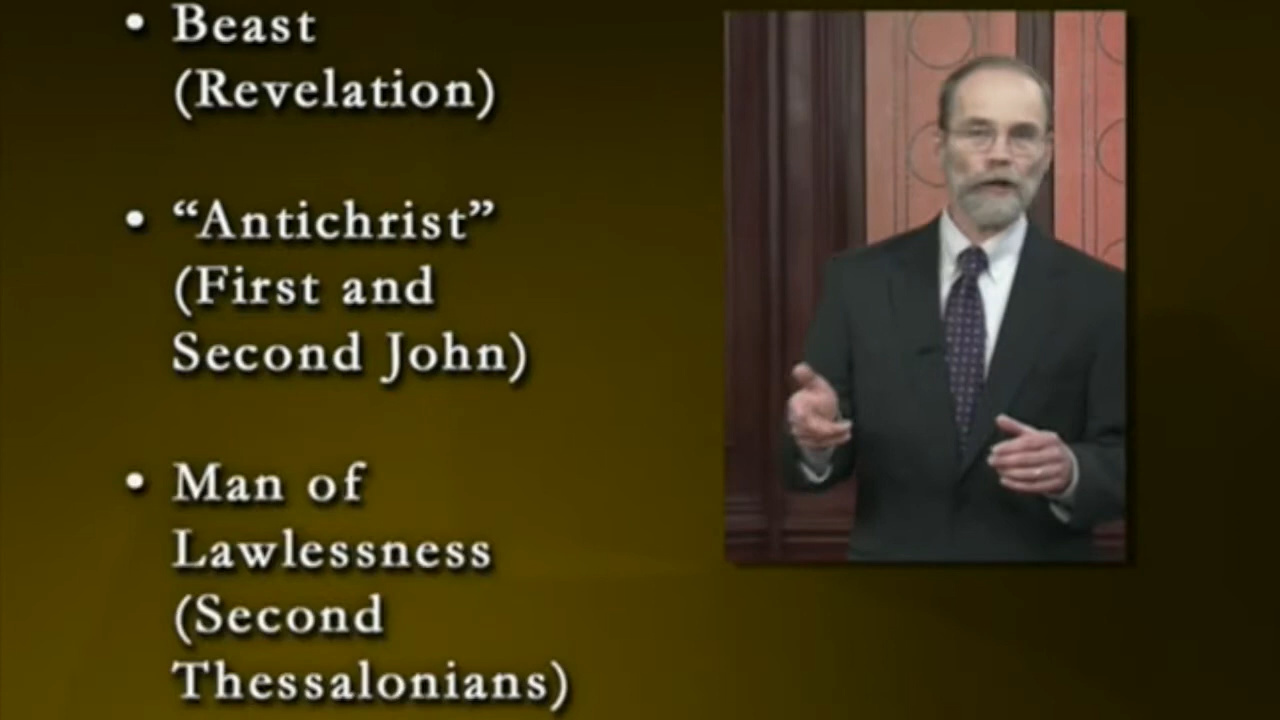 • Beast
(Revelation)
• “Antichrist”
(First and
Second John)
• Man of
Lawlessness
(Second
Thessalonians)